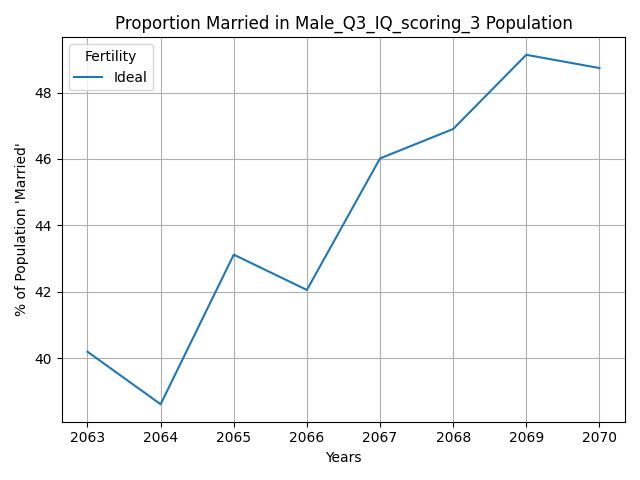 Proportion Married in Male_Q3_IQ_scoring_3 Population
Fertility
Ideal
% of Population 'Married'
48
46
44
42
40
2063 2064 2065 2066 2067 2068 2069 2070
Years